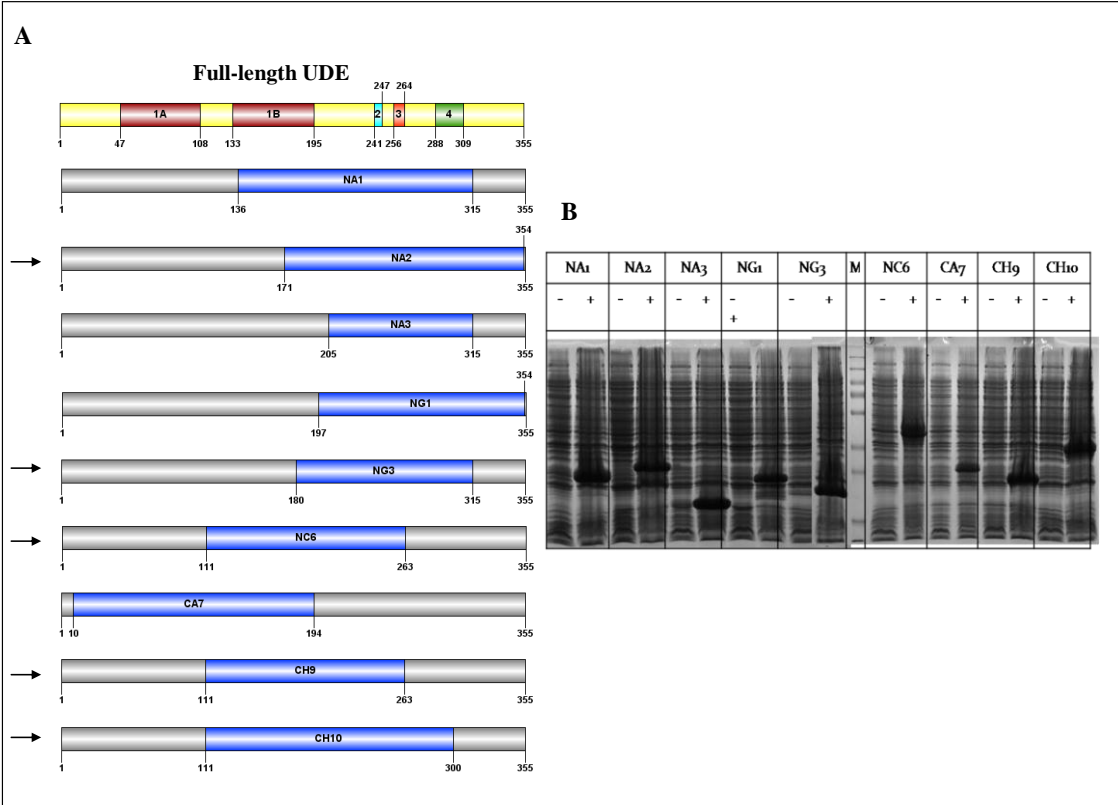 A
Full-length UDE
247 264
1A 1B 2 3 4
1 47 108 133 195 241 256 288 309 355
NA1
1 136 315 355
354
NA2
1 171 355
NA3
1 205 315 355
354
NG1
1 197 355
NG3
1 180 315 355
NC6
1 111 263 355
CA7
1 10 194 355
CH9
1 111 263 355
CH10
1 111 300 355
B
NA1 NA2 NA3 NG1 NG3 M NC6 CA7 CH9 CH10
- + - + - + - - + - + - + - + - +
+